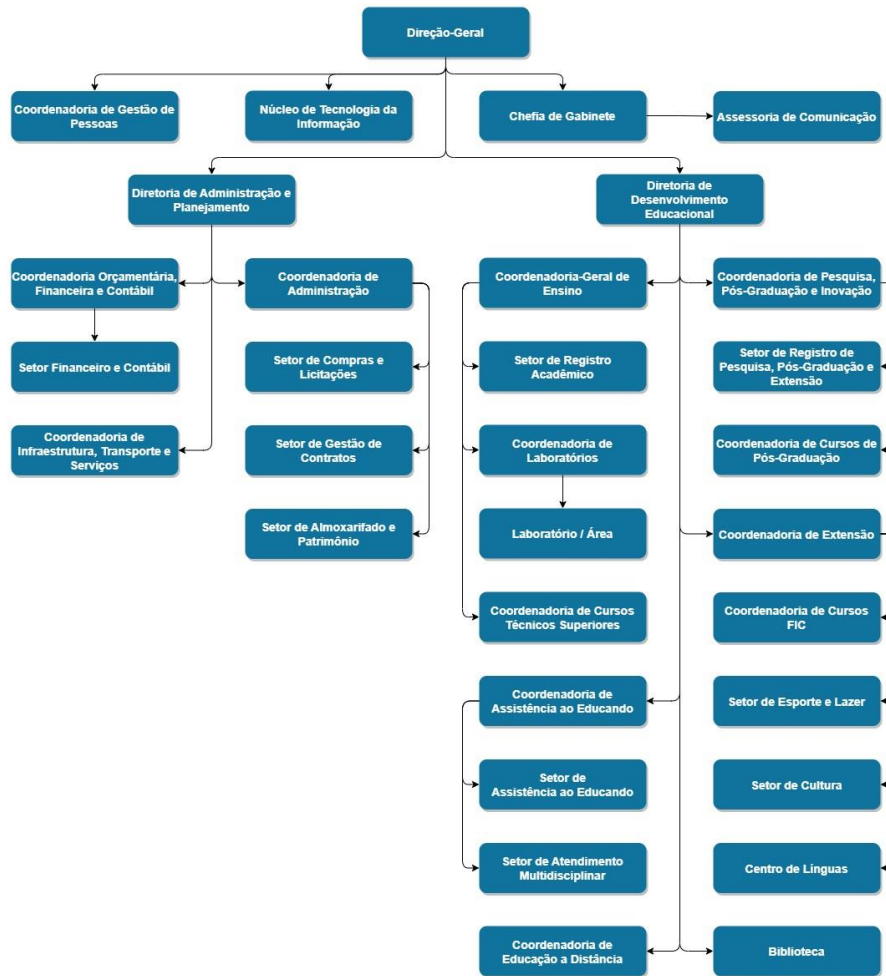 Direção-Geral
Coordenadoria de Gestão de
Pessoas
Núcleo de Tecnologia da
Informação
Chefia de Gabinete
Assessoria de Comunicação
Diretoria de Administração e
Planejamento
Diretoria de
Desenvolvimento
Educacional
Coordenadoria Orçamentária,
Financeira e Contábil
Coordenadoria de
Administração
Coordenadoria-Geral de
Ensino
Coordenadoria de Pesquisa,
Pós-Graduação e Inovação
Setor Financeiro e Contábil
Setor de Compras e
Licitações
Setor de Registro
Acadêmico
Setor de Registro de
Pesquisa, Pós-Graduação e
Extensão
Coordenadoria de
Infraestrutura, Transporte e
Serviços
Setor de Gestão de
Contratos
Coordenadoria de
Laboratórios
Coordenadoria de Cursos de
Pós-Graduação
Setor de Almoxarifado e
Patrimônio
Laboratório / Área
Coordenadoria de Extensão
Coordenadoria de Cursos
Técnicos Superiores
Coordenadoria de Cursos
FIC
Coordenadoria de
Assistência ao Educando
Setor de Esporte e Lazer
Setor de
Assistência ao Educando
Setor de Cultura
Setor de Atendimento
Multidisciplinar
Centro de Línguas
Coordenadoria de
Educação a Distância
Biblioteca